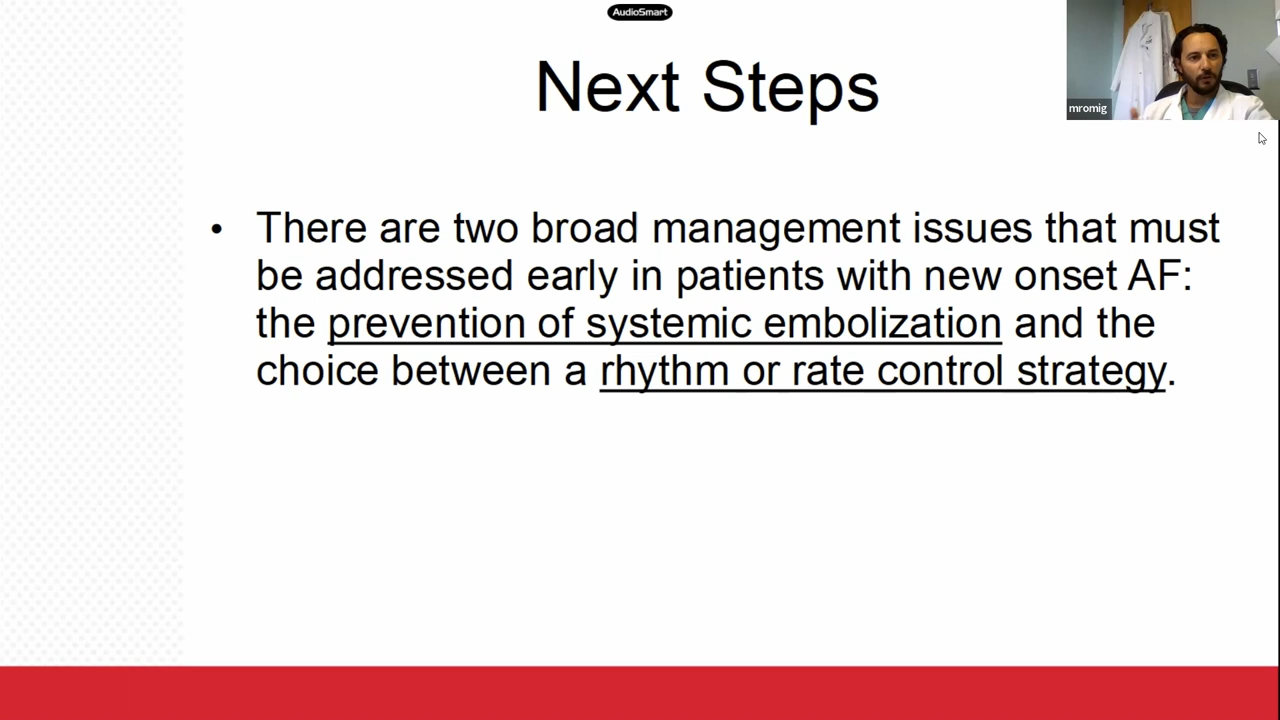 AudioSmart
Next Steps
mromig
• There are two broad management issues that must
be addressed early in patients with new onset AF:
the prevention of systemic embolization and the
choice between a rhythm or rate control strategy.